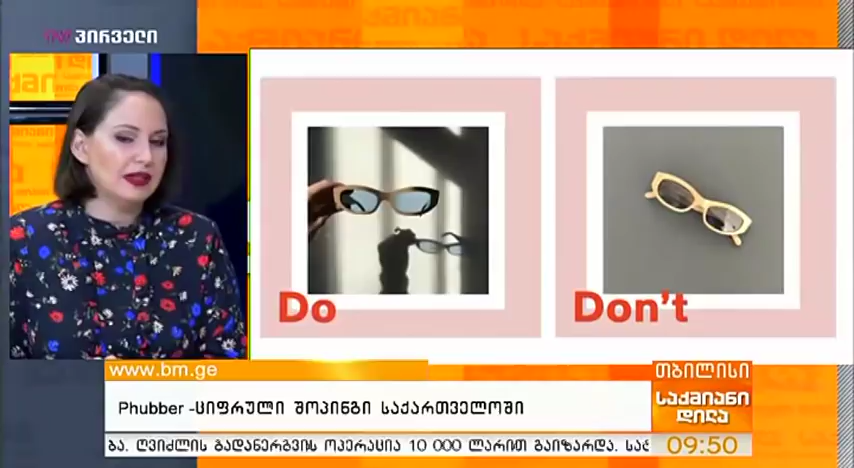 პირველი
Do
Don't
www.bm.ge
თბილისი
Phubber -ციფრული შოპინგი საქართველოში
საქმიანი
დილა
ბა. ღვიძლის გადანერგვის ოპერაცია 10 000 ლარით გაიზარდა. სა
09:50